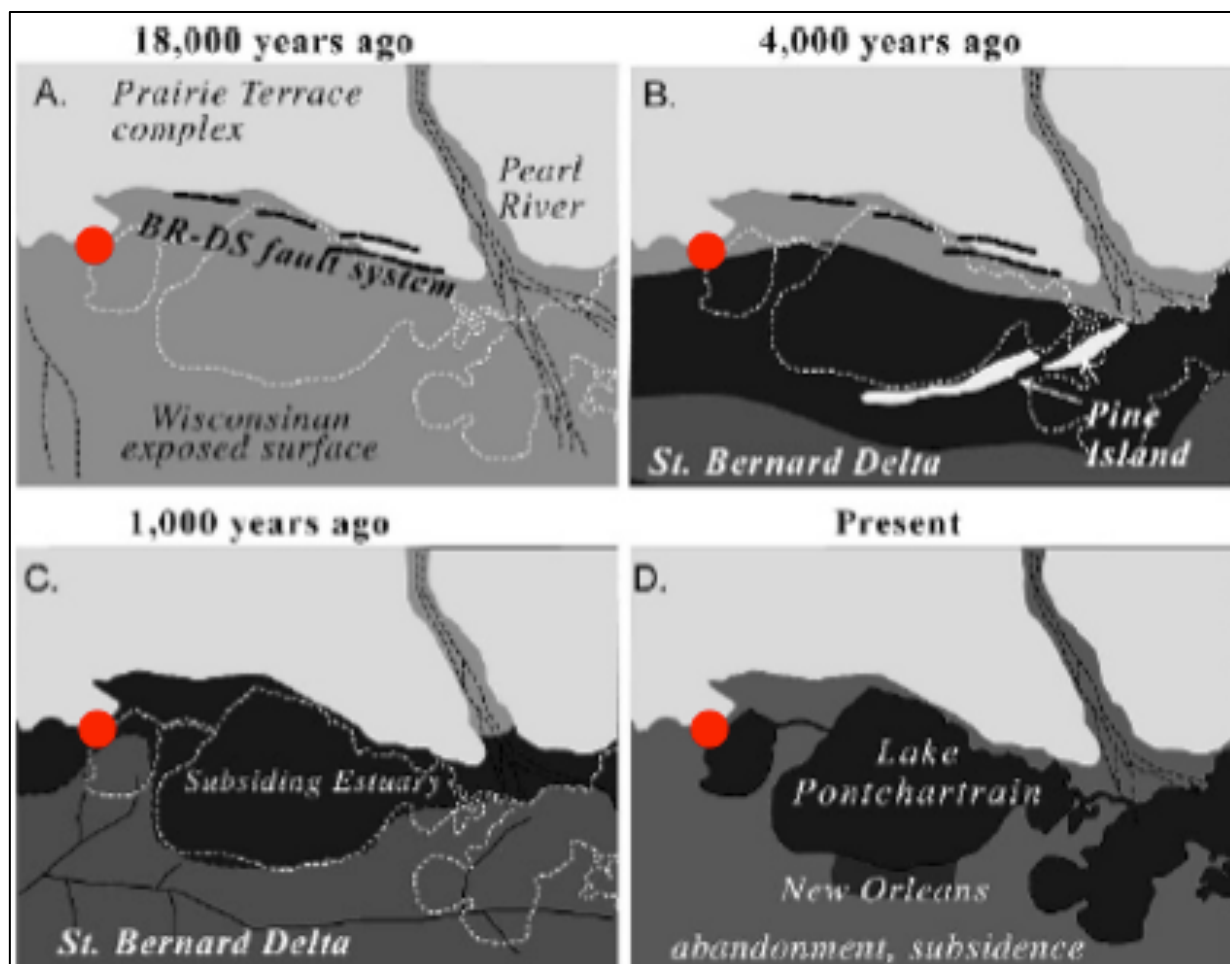 18,000 years ago
A.
Prairie Terrace
complex
Pearl
River
BR-DS fault system
Wisconsinan
exposed surface
4,000 years ago
B.
Pine
Island
St. Bernard Delta
1,000 years ago
C.
Subsiding Estuary
St. Bernard Delta
Present
D.
Lake
Pontchartrain
New Orleans
abandonment, subsidence